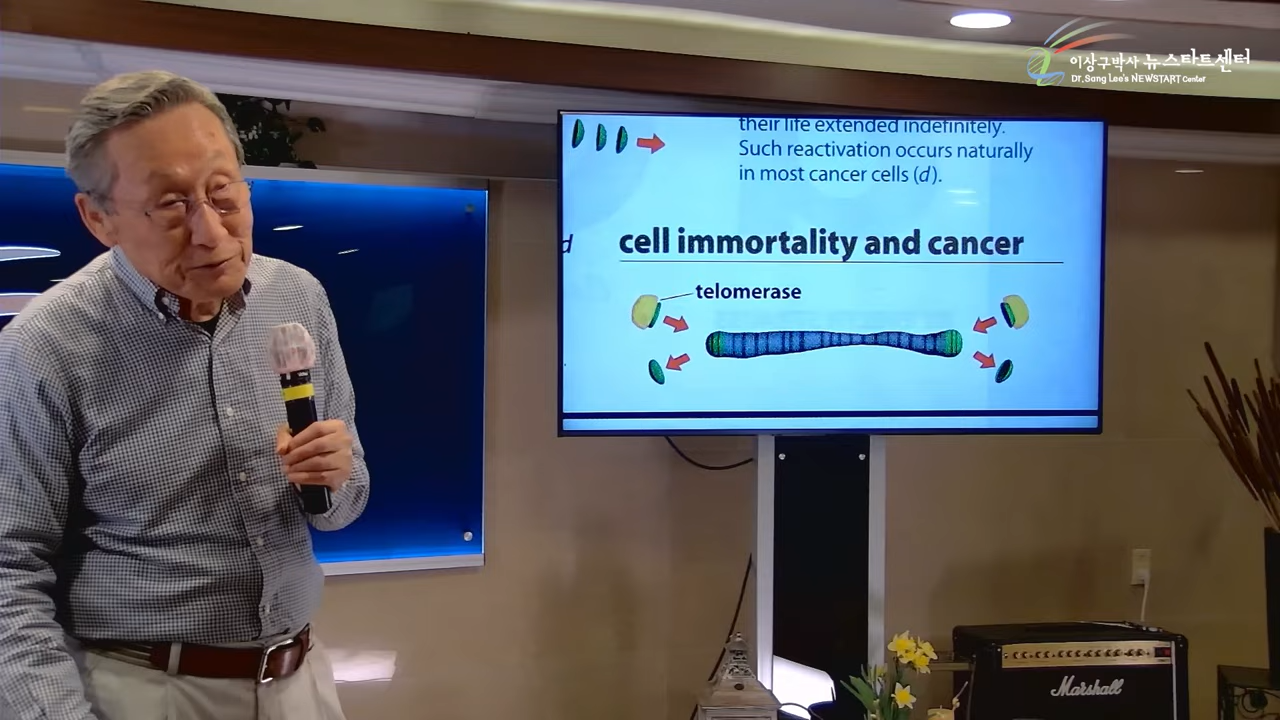 이상구박사 뉴스타트센터
Dr. Sang Lee's NEWSTART Center
their life extended indefinitely.
Such reactivation occurs naturally
in most cancer cells (d).
d
cell immortality and cancer
telomerase
Marshall